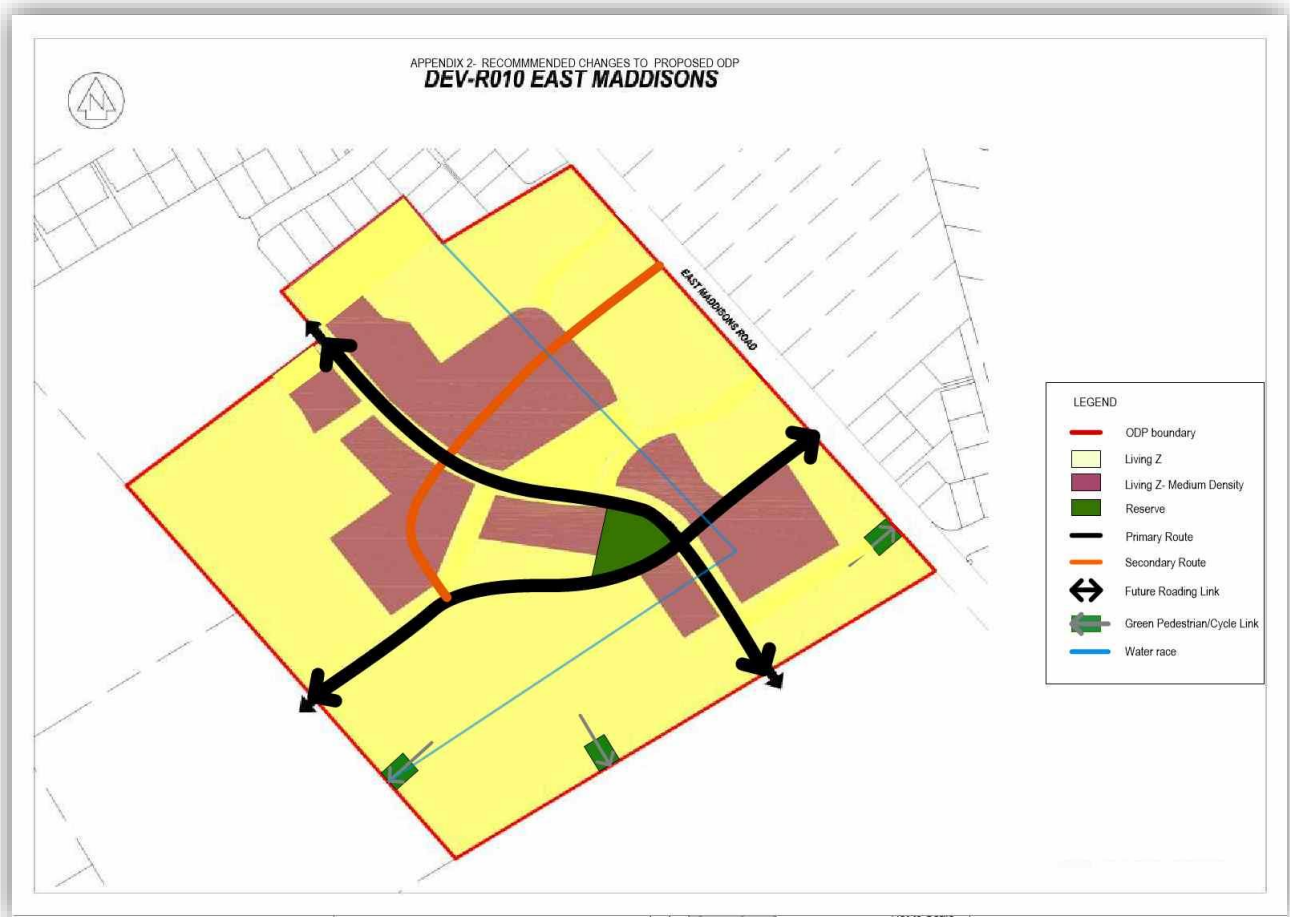 APPENDIX 2- RECOMMMENDED CHANGES TO PROPOSED ODP
DEV-R010 EAST MADDISONS
N
EAST MADDISONS ROAD
LEGEND
ODP boundary
Living Z
Living Z- Medium Density
Reserve
Primary Route
Secondary Route
Future Roading Link
Green Pedestrian/Cycle Link
Water race